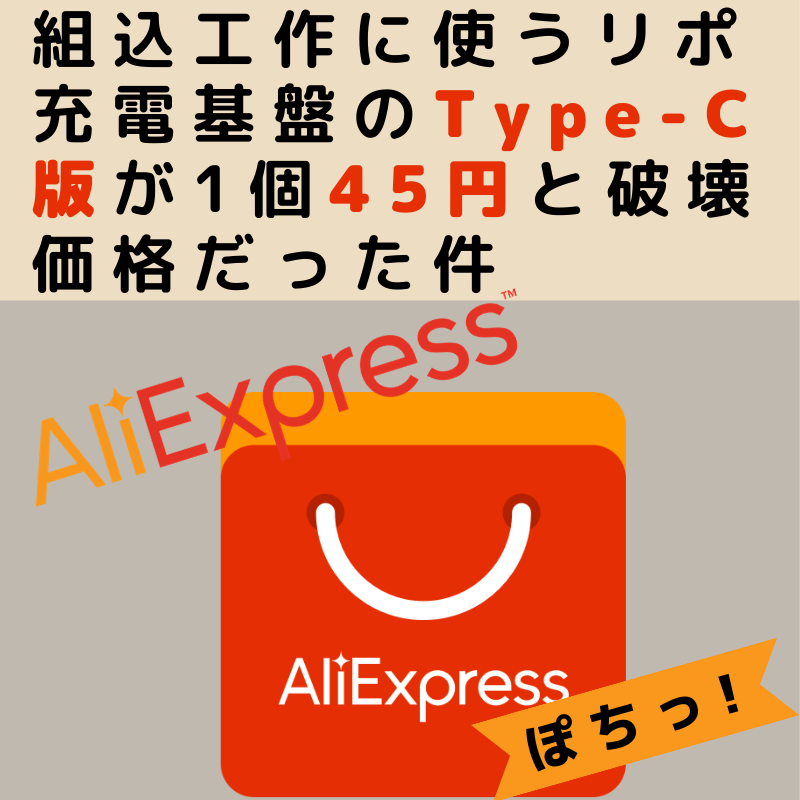 組込工作に使うリポ
充電基盤のType-C
版が1個45円と破壊
価格だった件
AliExpress™
AliExpress
ぽちっ!